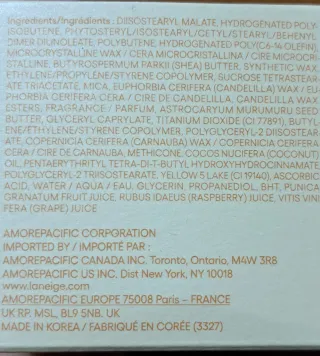 Ingredients/Ingrédients : DIISOSTEARYL MALATE, HYDROGENATED POLY-
ISOBUTENE, PHYTOSTERYL/ISOSTEARYL/CETYL/STEARYL/BEHENYL
DIMER DILINOLEATE, POLYBUTENE, HYDROGENATED POLY(C6-14 OLEFIN),
MICROCRYSTALLINE WAX / CERA MICROCRISTALLINA / CIRE MICROCRI-
STALLINE, BUTYROSPERMUM PARKII (SHEA) BUTTER, SYNTHETIC WAX,
ETHYLENE/PROPYLENE/STYRENE COPOLYMER, SUCROSE TETRASTEAR-
ATE TRIACETATE, MICA, EUPHORBIA CERIFERA (CANDELILLA) WAX / EU-
PHORBIA CERIFERA CERA / CIRE DE CANDELILLA, CANDELILLA WAX
ESTERS, FRAGRANCE / PARFUM, ASTROCARYUM MURUMURU SEED
BUTTER, GLYCERYL CAPRYLATE, TITANIUM DIOXIDE (CI 77891), BUTYL-
ENE/ETHYLENE/STYRENE COPOLYMER, POLYGLYCERYL-2 DIISOSTEAR-
ATE, COPERNICIA CERIFERA (CARNAUBA) WAX / COPERNICIA CERIFERA
CERA / CIRE DE CARNAUBA, METHICONE, COCOS NUCIFERA (COCONUT)
OIL, PENTAERYTHRITYL TETRA-DI-T-BUTYL HYDROXYHYDROCINNAMATE,
POLYGLYCERYL-2 TRIISOSTEARATE, YELLOW 5 LAKE (CI 19140), ASCORBIC
ACID, WATER / AQUA / EAU, GLYCERIN, PROPANEDIOL, BHT, PUNICA
GRANATUM FRUIT JUICE, RUBUS IDAEUS (RASPBERRY) JUICE, VITIS VINI-
FERA (GRAPE) JUICE
AMOREPACIFIC CORPORATION
IMPORTED BY / IMPORTÉ PAR :
AMOREPACIFIC CANADA INC. Toronto, Ontario, M4W 3R8
AMOREPACIFIC US INC. Dist New York, NY 10018
www.laneige.com
AMOREPACIFIC EUROPE 75008 Paris – FRANCE
UK RP. MSL, BL9 5NB. UK
MADE IN KOREA / FABRIQUÉ EN CORÉE (3327)